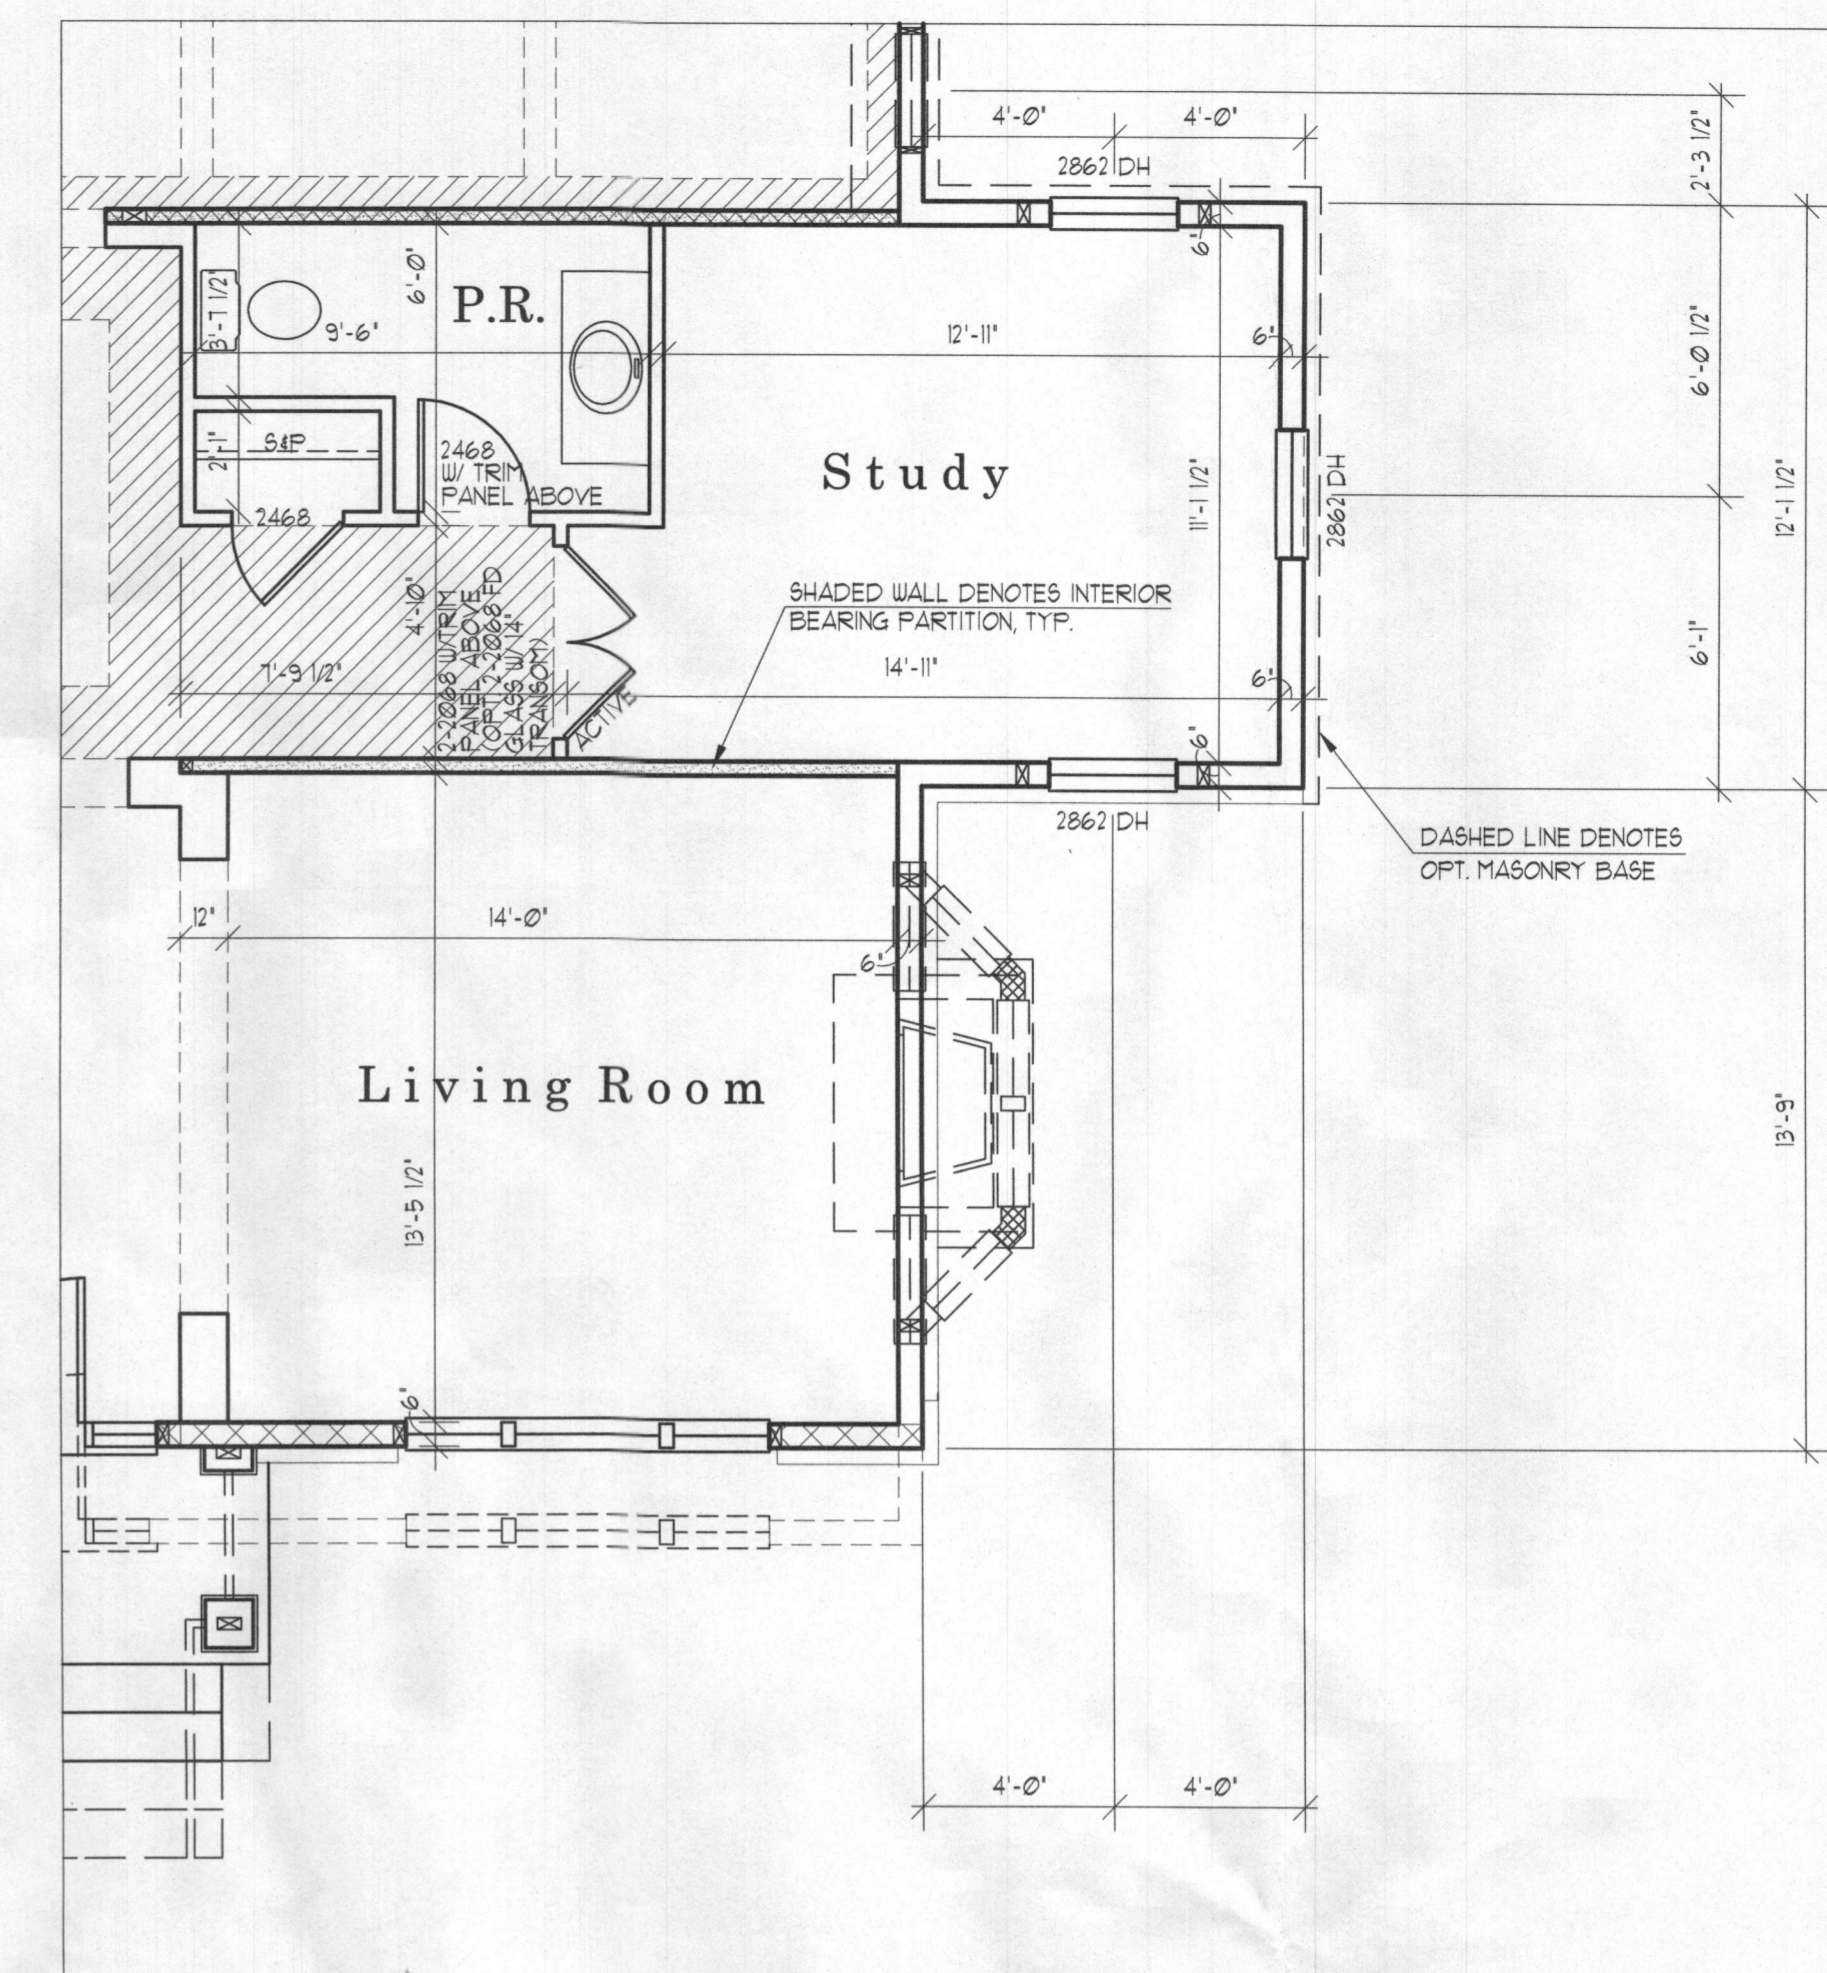 4'-0" 4'-0"
2862 DH
2'-3 1/2"
6"
6'-0"
P.R.
3'-7 1/2"
9'-6"
12'-11"
6"
6'-0 1/2"
2'-1"
S&P
2468
W/ TRIM
PANEL ABOVE
2468
Study
11'-1 1/2"
2862 DH
12'-1 1/2"
4'-10"
2-2068 W/TRIM
PANEL ABOVE
(OPT. 2-2068 FD
GLASS W/ 14"
TRANSOM)
SHADED WALL DENOTES INTERIOR
BEARING PARTITION, TYP.
7'-9 1/2"
14'-11"
6"
6'-1"
ACTIVE
6"
2862 DH
DASHED LINE DENOTES
OPT. MASONRY BASE
12"
14'-0"
6"
Living Room
13'-9"
13'-5 1/2"
6"
4'-0" 4'-0"